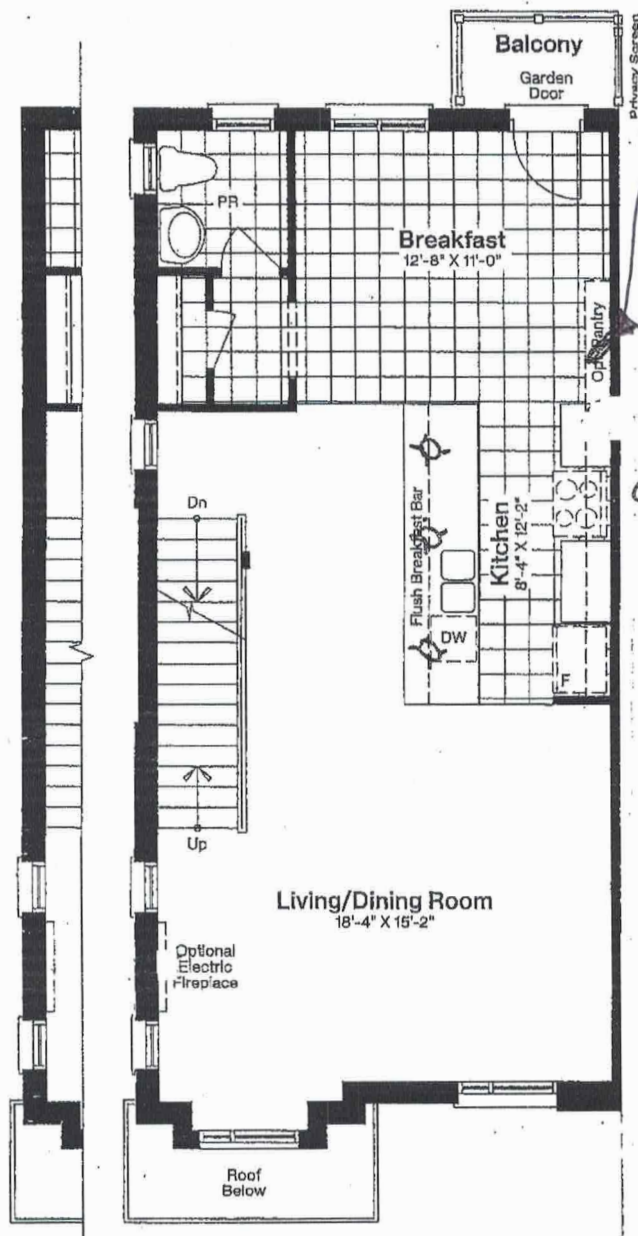 Balcony
Garden
Door
Privacy Screen
PR
Breakfast
12'-8" X 11'-0"
Opt. Pantry
Dn
Flush Breakfast Bar
Kitchen
8'-4" X 12'-2"
DW
F
Up
Living/Dining Room
18'-4" X 15'-2"
Optional
Electric
Fireplace
Roof
Below